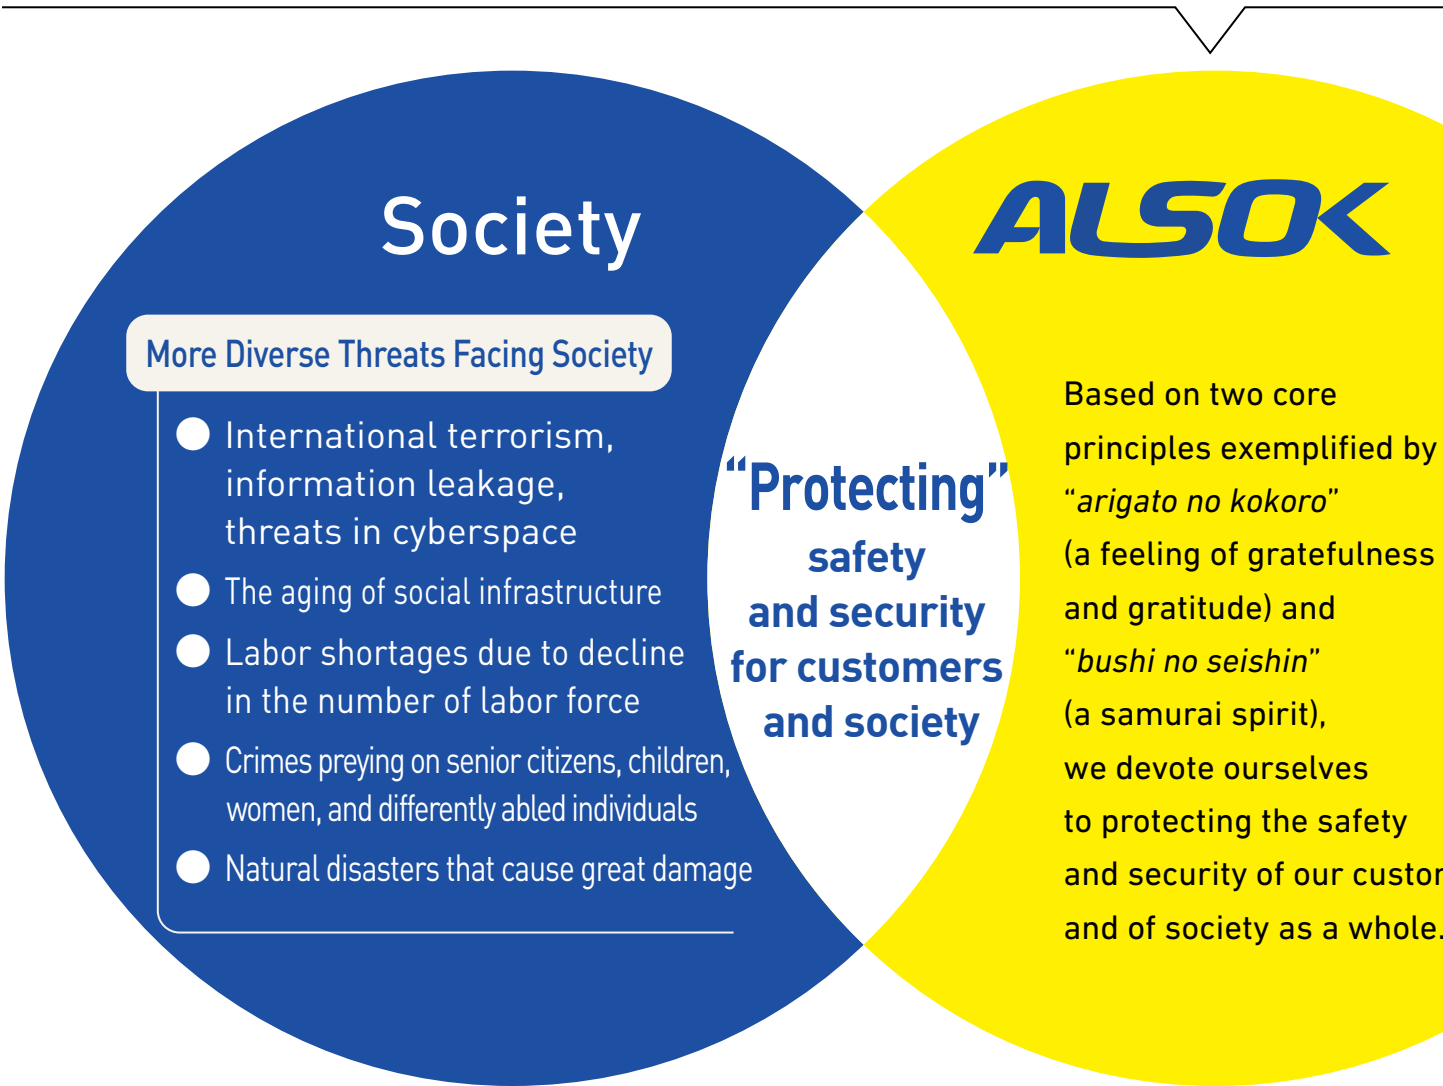 Society
More Diverse Threats Facing Society
International terrorism,
information leakage,
threats in cyberspace
The aging of social infrastructure
Labor shortages due to decline
in the number of labor force
Crimes preying on senior citizens, children,
women, and differently abled individuals
Natural disasters that cause great damage
“Protecting”
safety
and security
for customers
and society
ALSOK
Based on two core
principles exemplified by
“arigato no kokoro”
(a feeling of gratefulness
and gratitude) and
“bushi no seishin”
(a samurai spirit),
we devote ourselves
to protecting the safety
and security of our
and of society as a whole.